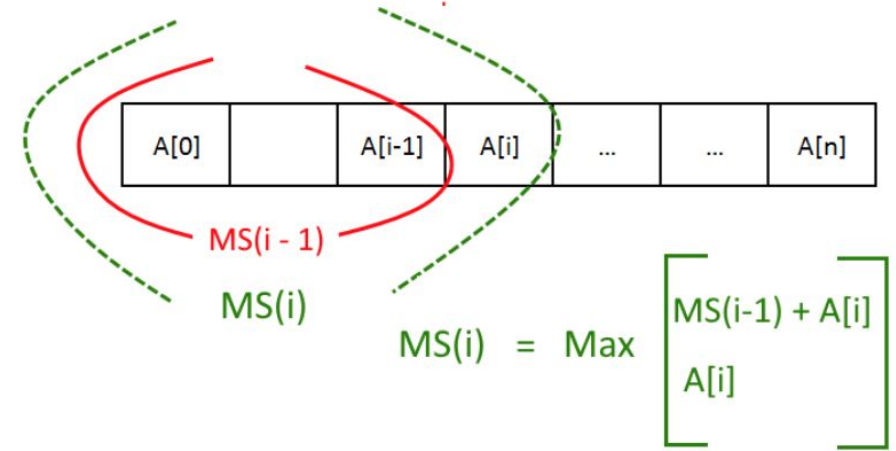 A[0] A[i-1] A[i] ... ... A[n]
MS(i - 1)
MS(i)
MS(i) = Max
MS(i-1) + A[i]
A[i]